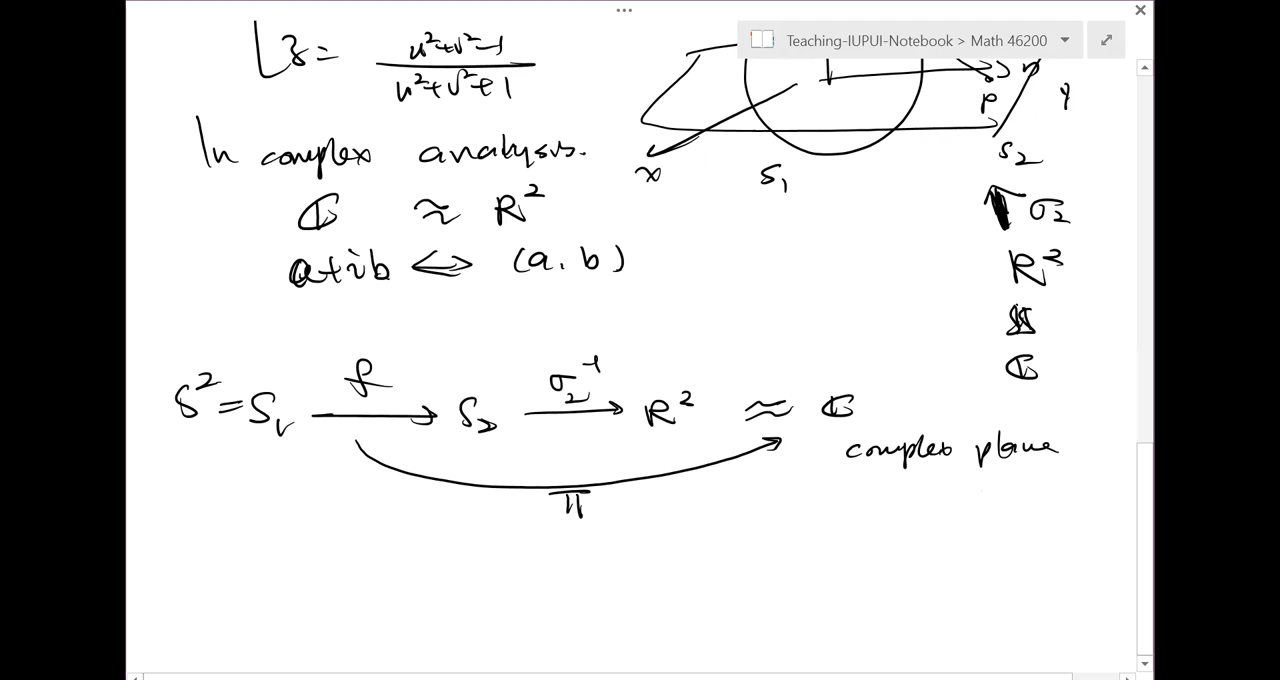 Teaching-IUPUI-Notebook > Math 46200
z = u²+v²-1
u²+v²+1
p y
S₂
x
S₁
In complex analysis.
ℂ ≈ R²
a+ib ⟺ (a, b)
σ₂
R²
ℂ
S² = S₁ f→ S₂ σ₂⁻¹→ R² ≈ ℂ
complex plane
π